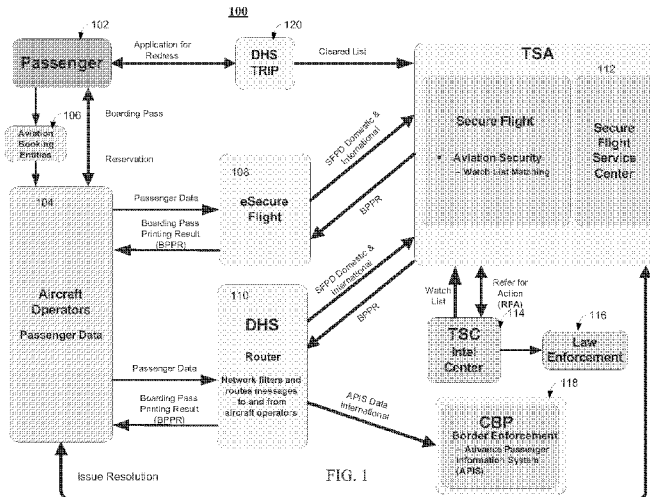 100
102
Passenger
Application for
Redress
120
DHS
TRIP
Cleared List
TSA
112
106
Aviation
Booking
Entities
Boarding Pass
Reservation
Secure Flight
• Aviation Security
– Watch List Matching
Secure
Flight
Service
Center
104
Aircraft
Operators
Passenger Data
Passenger Data
Boarding Pass
Printing Result
(BPPR)
108
eSecure
Flight
SFPD Domestic &
International
BPPR
110
DHS
Router
Network filters and
routes messages
to and from
aircraft operators
SFPD Domestic &
International
BPPR
Passenger Data
Boarding Pass
Printing Result
(BPPR)
Watch
List
Refer for
Action
(RFA)
114
TSC
Intel
Center
116
Law
Enforcement
APIS Data
International
118
CBP
Border Enforcement
– Advance Passenger
Information System
(APIS)
Issue Resolution
FIG. 1